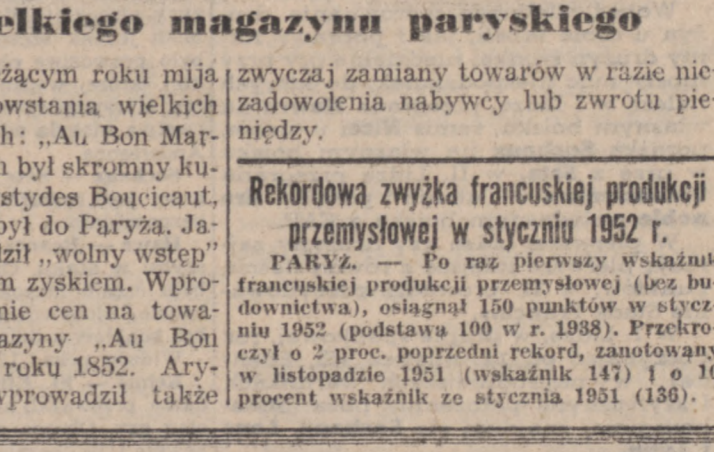 elkiego magazynu paryskiego
żącym roku mija
owstania wielkich
h: „Au Bon Mar-
m był skromny ku-
stydes Boucicaut,
był do Paryża. Ja-
dził „wolny wstęp”
m zyskiem. Wpro-
nie cen na towa-
azyny „Au Bon
roku 1852. Ary-
wprowadził także
zwyczaj zamiany towarów w razie nie-
zadowolenia nabywcy lub zwrotu pie-
niędzy.
Rekordowa zwyżka francuskiej produkcji
przemysłowej w styczniu 1952 r.
PARYŻ. — Po raz pierwszy wskaźnik
francuskiej produkcji przemysłowej (bez bu-
downictwa), osiągnął 150 punktów w stycz-
niu 1952 (podstawa 100 w r. 1938). Przekro-
czył o 2 proc. poprzedni rekord, zanotowany
w listopadzie 1951 (wskaźnik 147) i o 10
procent wskaźnik ze stycznia 1951 (136).